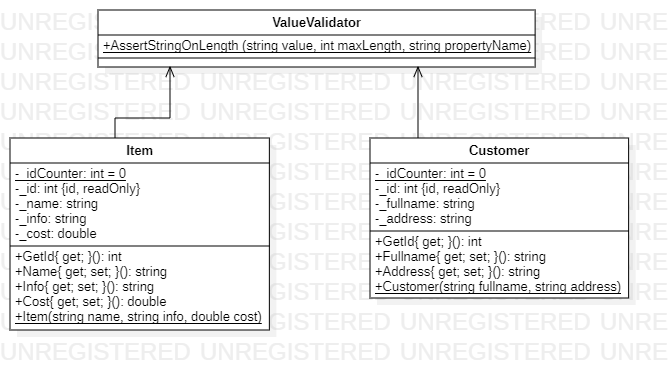 ValueValidator
+AssertStringOnLength (string value, int maxLength, string propertyName)
Item
-_idCounter: int = 0
-_id: int {id, readOnly}
-_name: string
-_info: string
-_cost: double
+GetId{ get; }(): int
+Name{ get; set; }(): string
+Info{ get; set; }(): string
+Cost{ get; set; }(): double
+Item(string name, string info, double cost)
Customer
-_idCounter: int = 0
-_id: int {id, readOnly}
-_fullname: string
-_address: string
+GetId{ get; }(): int
+Fullname{ get; set; }(): string
+Address{ get; set; }(): string
+Customer(string fullname, string address)
UNREGISTERED UNREGISTERED UNREGISTERED UNRE